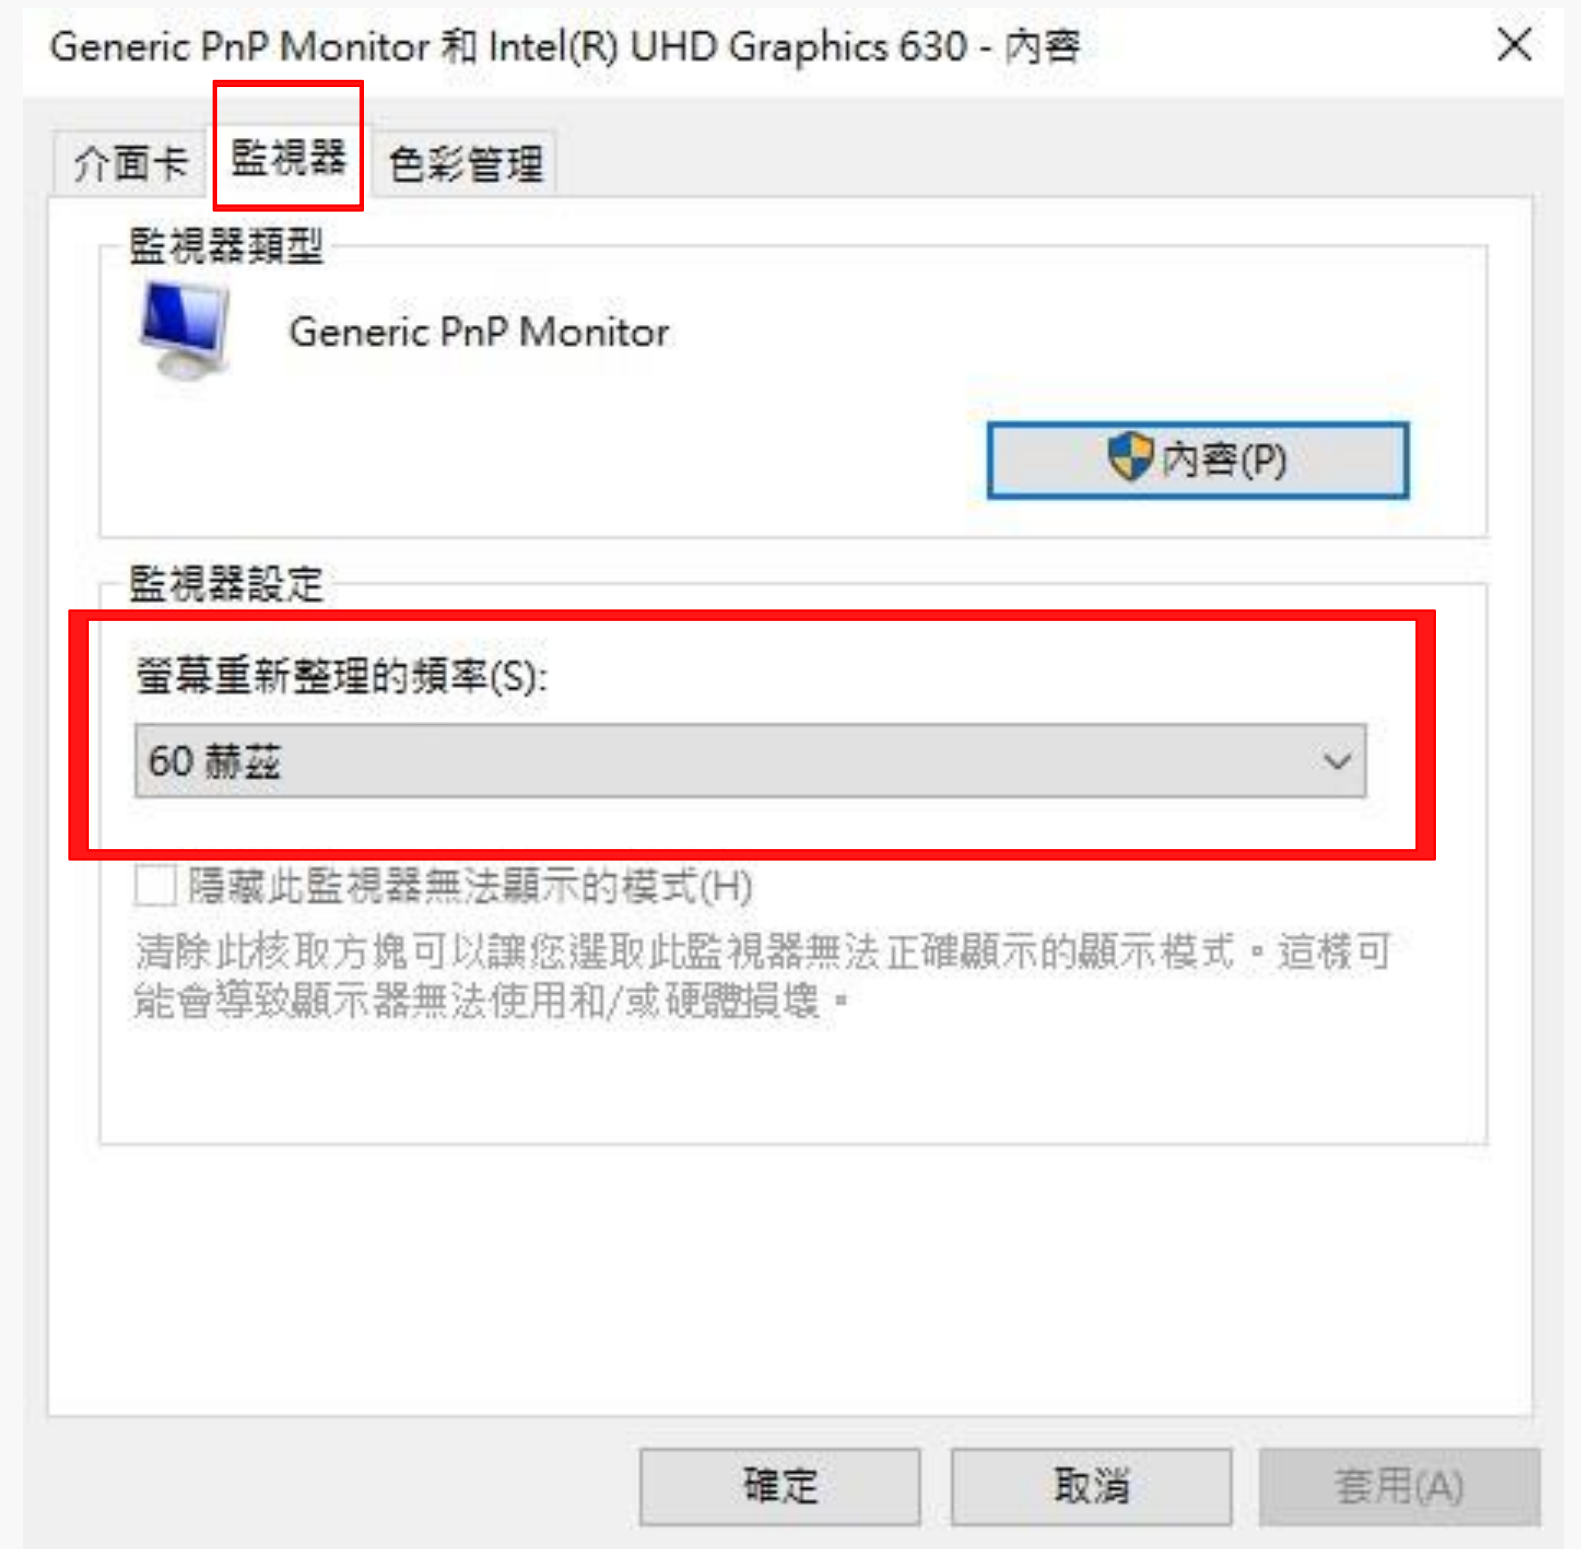 Generic PnP Monitor 和 Intel(R) UHD Graphics 630 - 內容
介面卡 監視器 色彩管理
監視器類型
Generic PnP Monitor
內容(P)
監視器設定
螢幕重新整理的頻率(S):
60 赫茲
隱藏此監視器無法顯示的模式(H)
清除此核取方塊可以讓您選取此監視器無法正確顯示的顯示模式。這樣可
能會導致顯示器無法使用和/或硬體損壞。
確定 取消 套用(A)